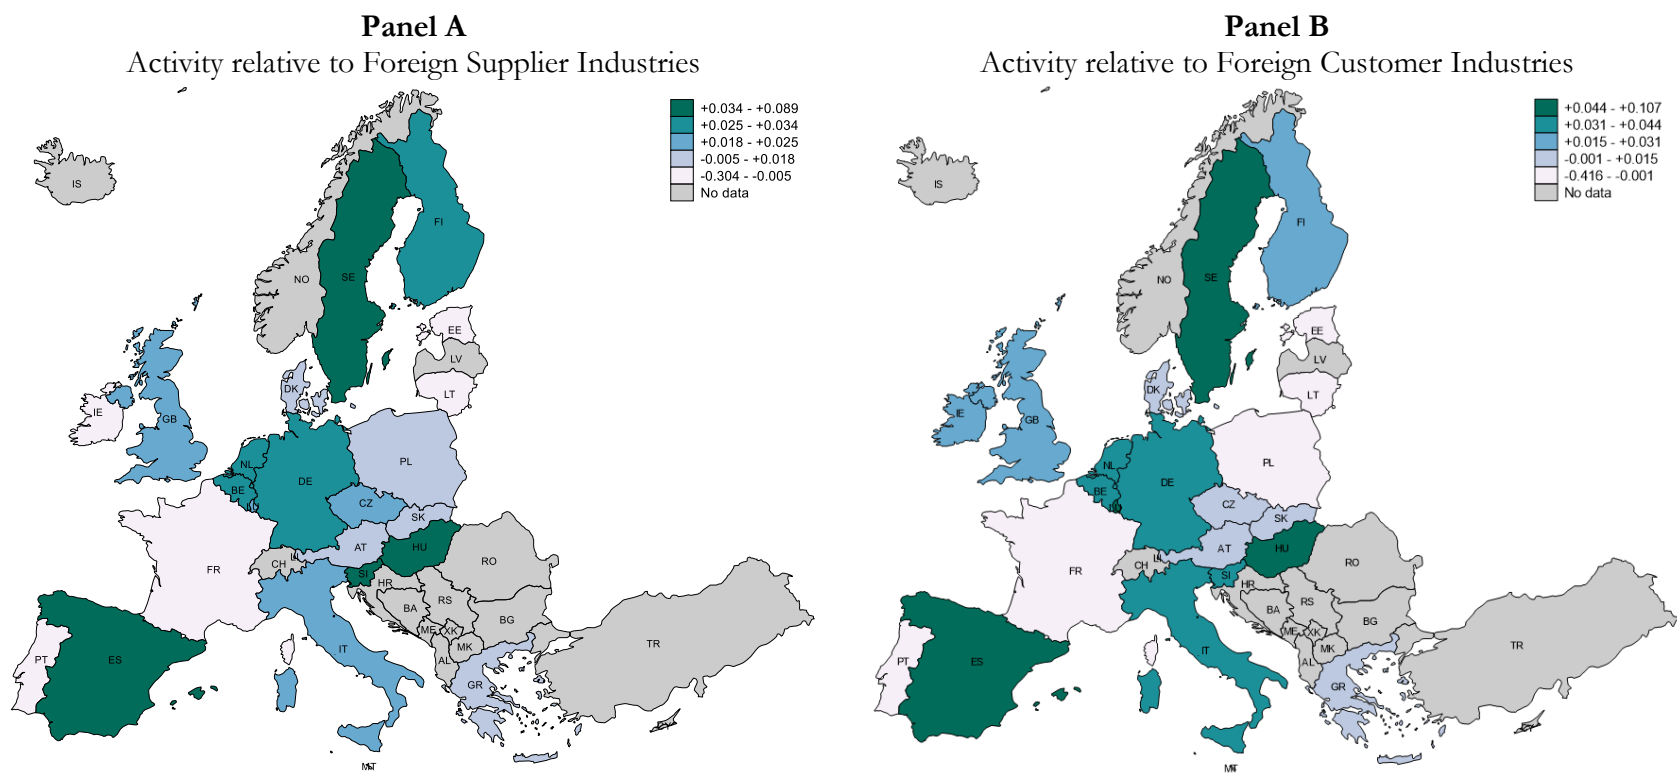 Panel A
Activity relative to Foreign Supplier Industries
+0.034 - +0.089
+0.025 - +0.034
+0.018 - +0.025
-0.005 - +0.018
-0.304 - -0.005
No data
IS
FI
NO
SE
EE
LV
LT
DK
IE
GB
NL
PL
DE
BE
CZ
SK
AT
HU
CH
RO
FR
SI
HR
BA
RS
BG
ME
XK
MK
TR
IT
PT
ES
AL
GR
MT
Panel B
Activity relative to Foreign Customer Industries
+0.044 - +0.107
+0.031 - +0.044
+0.015 - +0.031
-0.001 - +0.015
-0.416 - -0.001
No data
IS
FI
NO
SE
EE
LV
LT
DK
IE
GB
NL
PL
DE
BE
CZ
SK
AT
HU
CH
RO
FR
SI
HR
BA
RS
BG
ME
XK
MK
TR
IT
PT
ES
AL
GR
MT